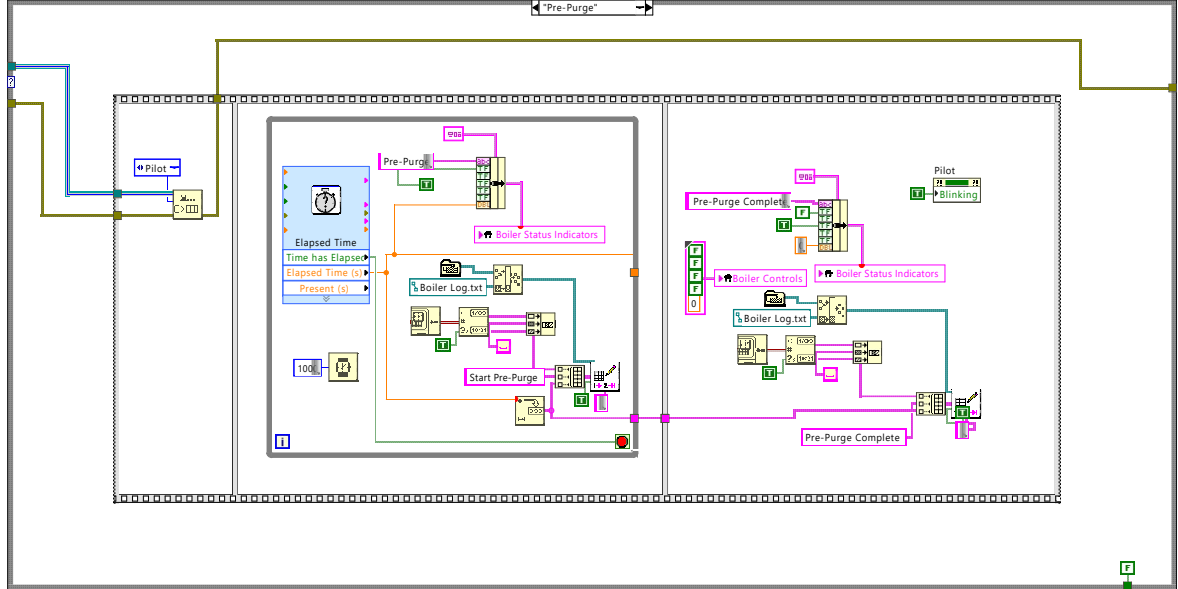 "Pre-Purge"
Pilot
Pre-Purge
T
Elapsed Time
Time has Elapsed
Elapsed Time (s)
Present (s)
Boiler Status Indicators
Boiler Log.txt
T
Start Pre-Purge
T
100
i
Pilot
T
Blinking
Pre-Purge Complete
F
T
F
F
F
F
0
Boiler Controls
Boiler Status Indicators
Boiler Log.txt
T
T
Pre-Purge Complete
F